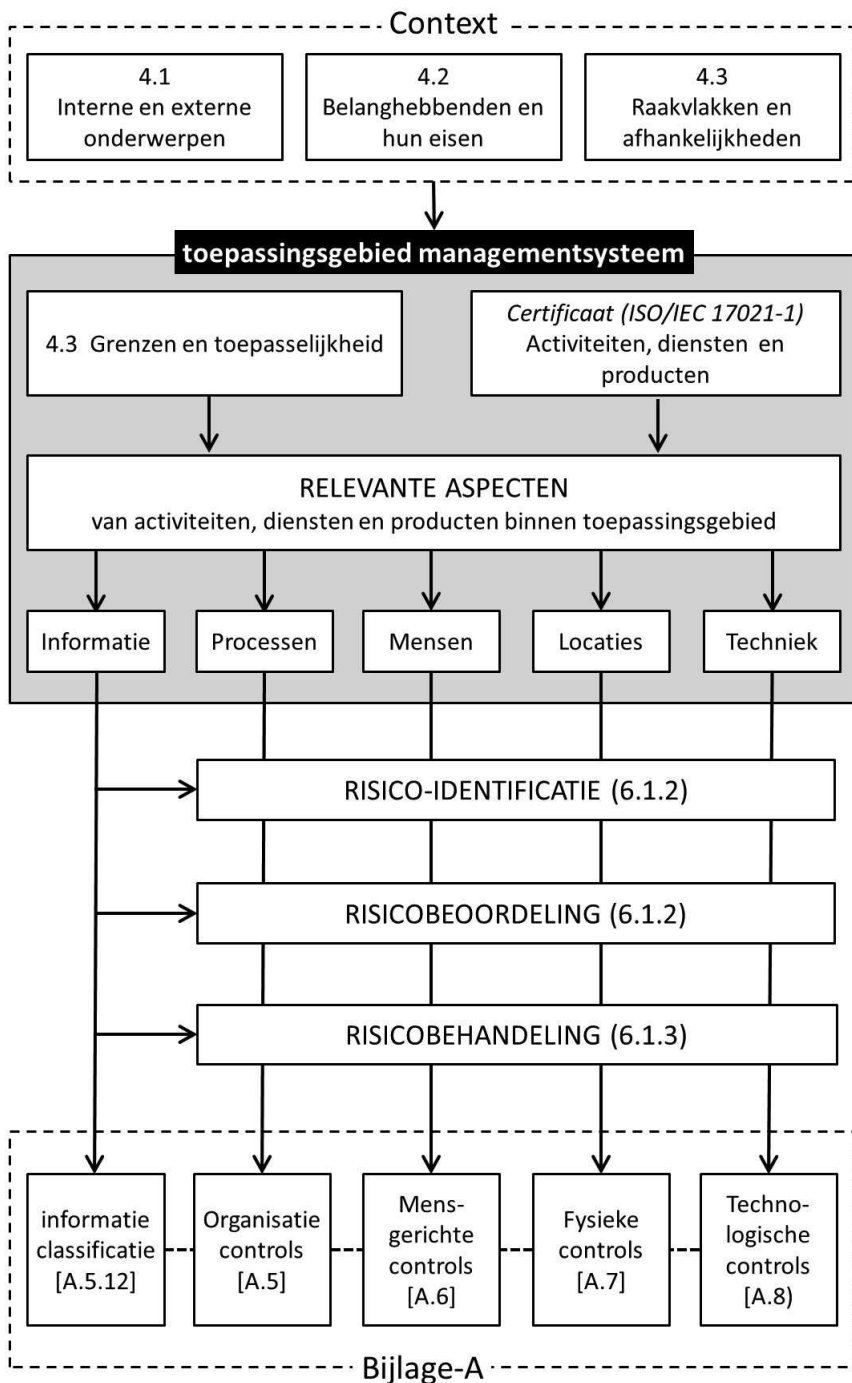 Context
4.1
Interne en externe
onderwerpen
4.2
Belanghebbenden en
hun eisen
4.3
Raakvlakken en
afhankelijkheden
toepassingsgebied managementsysteem
4.3 Grenzen en toepasselijkheid
Certificaat (ISO/IEC 17021-1)
Activiteiten, diensten en
producten
RELEVANTE ASPECTEN
van activiteiten, diensten en producten binnen toepassingsgebied
Informatie
Processen
Mensen
Locaties
Techniek
RISICO-IDENTIFICATIE (6.1.2)
RISICOBEOORDELING (6.1.2)
RISICOBEHANDELING (6.1.3)
informatie
classificatie
[A.5.12]
Organisatie
controls
[A.5]
Mens-
gerichte
controls
[A.6]
Fysieke
controls
[A.7]
Techno-
logische
controls
[A.8)
Bijlage-A